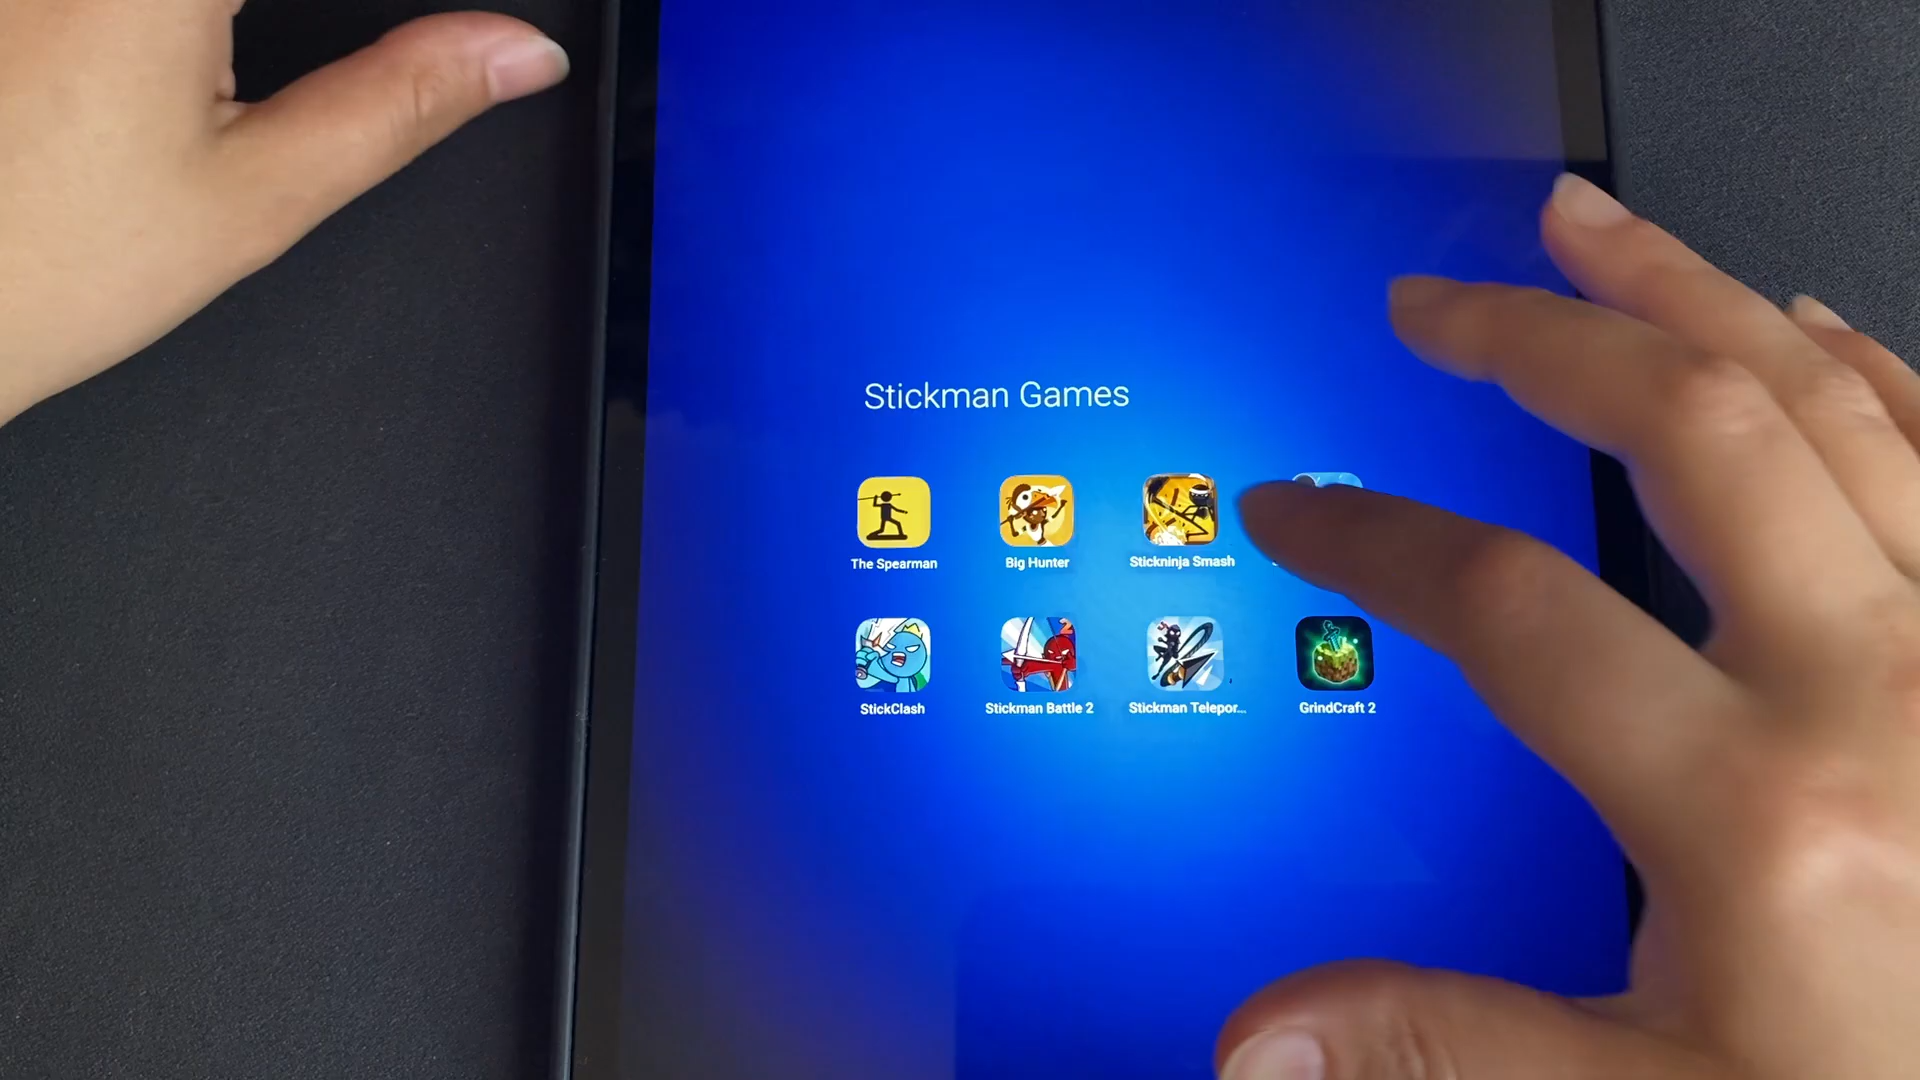 Stickman Games
The Spearman
Big Hunter
Stickninja Smash
StickClash
Stickman Battle 2
Stickman Telepor...
GrindCraft 2